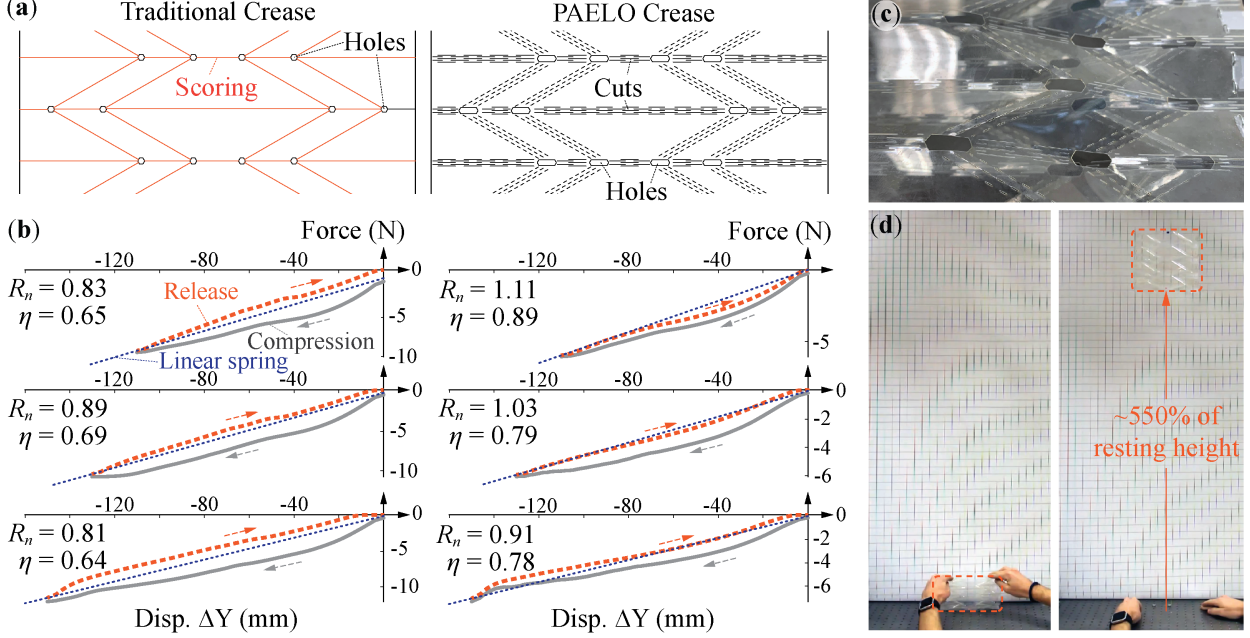 (a)
Traditional Crease
Holes
Scoring
PAELO Crease
Cuts
Holes
(b)
Force (N)
-120 -80 -40 0
-5
-10
Rn = 0.83
η = 0.65
Release
Compression
Linear spring
-120 -80 -40 0
-5
-10
Rn = 0.89
η = 0.69
-120 -80 -40 0
-5
-10
Rn = 0.81
η = 0.64
Disp. ΔY (mm)
Force (N)
-120 -80 -40 0
-5
Rn = 1.11
η = 0.89
-120 -80 -40 0
-2
-4
-6
Rn = 1.03
η = 0.79
-120 -80 -40 0
-2
-4
-6
Rn = 0.91
η = 0.78
Disp. ΔY (mm)
(c)
(d)
~550% of
resting height